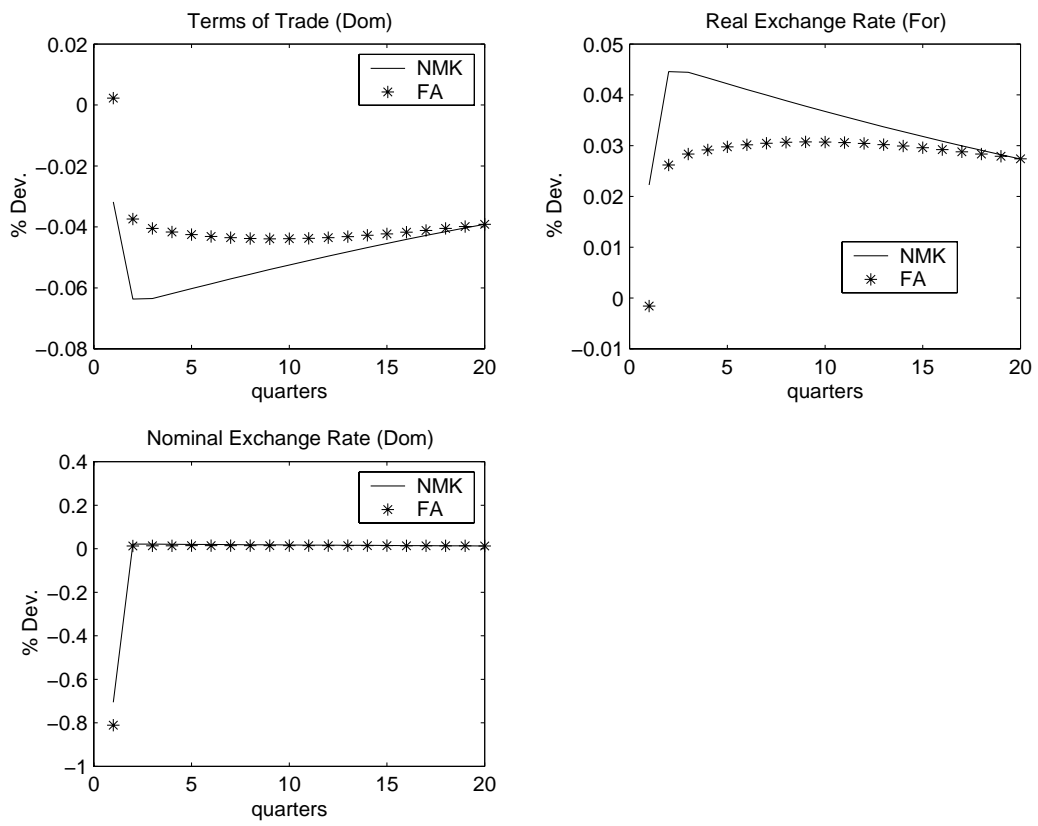 Terms of Trade (Dom)
0.02
0
−0.02
−0.04
−0.06
−0.08
% Dev.
NMK
FA
0
5
10
15
20
quarters
Real Exchange Rate (For)
0.05
0.04
0.03
0.02
0.01
0
−0.01
% Dev.
NMK
FA
0
5
10
15
20
quarters
Nominal Exchange Rate (Dom)
0.4
0.2
0
−0.2
−0.4
−0.6
−0.8
−1
% Dev.
NMK
FA
0
5
10
15
20
quarters